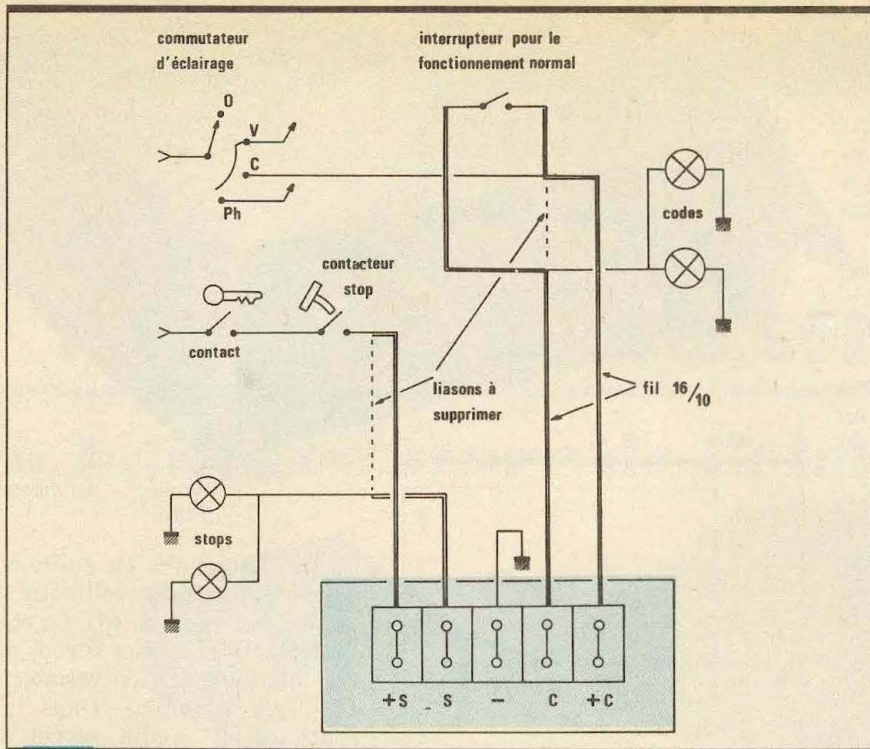 commutateur
d'éclairage
interrupteur pour le
fonctionnement normal
O
V
C
Ph
codes
contacteur
stop
contact
liasons à
supprimer
fil 16/10
stops
+S
S
−
C
+C